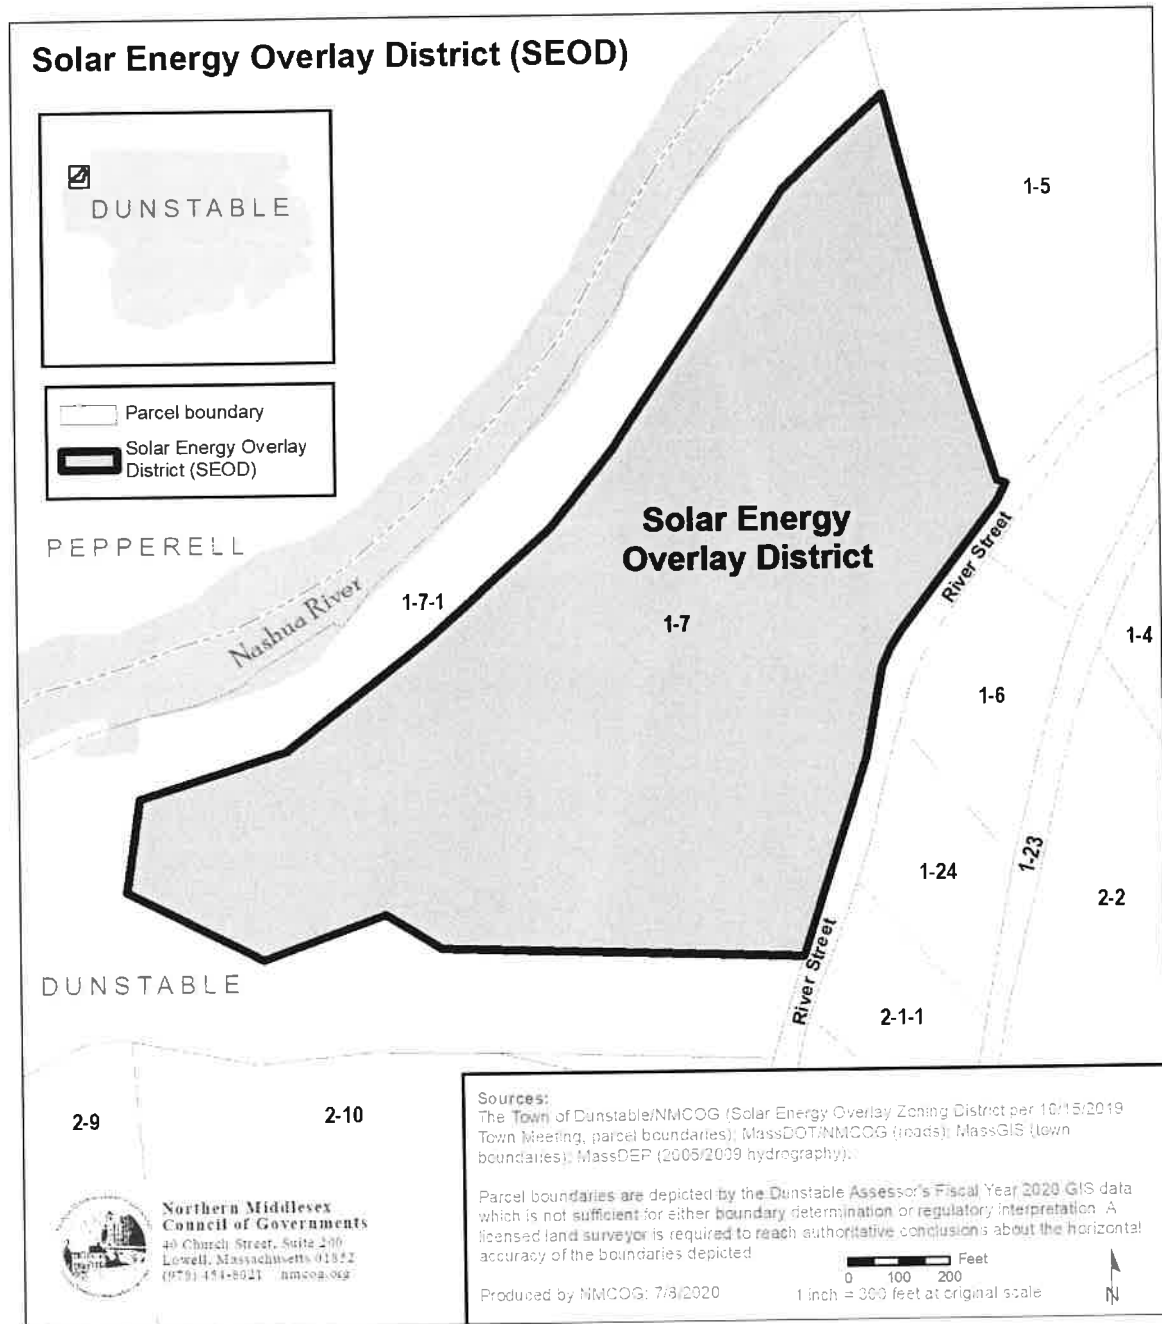 Solar Energy Overlay District (SEOD)
DUNSTABLE
Parcel boundary
Solar Energy Overlay
District (SEOD)
PEPPERELL
Nashua River
1-7-1
1-5
Solar Energy
Overlay District
1-7
River Street
1-4
1-6
1-24
1-23
2-2
River Street
2-1-1
DUNSTABLE
2-9
2-10
Northern Middlesex
Council of Governments
40 Church Street, Suite 200
Lowell, Massachusetts 01852
(978) 454-8021 nmcog.org
Sources:
The Town of Dunstable/NMCOG (Solar Energy Overlay Zoning District per 10/15/2019
Town Meeting, parcel boundaries); MassDOT/NMCOG (roads); MassGIS (town
boundaries); MassDEP (2005/2009 hydrography).
Parcel boundaries are depicted by the Dunstable Assessor's Fiscal Year 2020 GIS data
which is not sufficient for either boundary determination or regulatory interpretation. A
licensed land surveyor is required to reach authoritative conclusions about the horizontal
accuracy of the boundaries depicted
Feet
0 100 200
Produced by NMCOG: 7/8/2020
1 inch = 300 feet at original scale
N